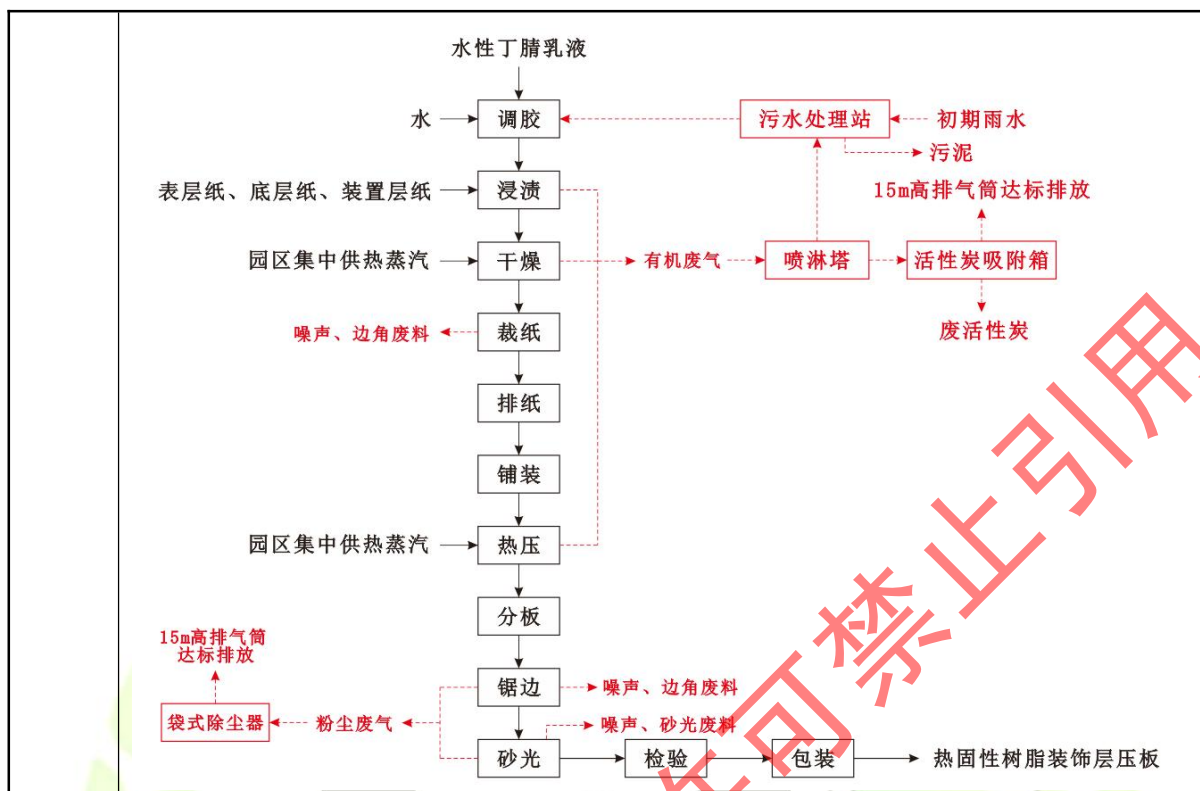 水性丁腈乳液
水 调胶 污水处理站 初期雨水
污泥
表层纸、底层纸、装置层纸 浸渍 15m高排气筒达标排放
园区集中供热蒸汽 干燥 有机废气 喷淋塔 活性炭吸附箱
噪声、边角废料 裁纸 废活性炭
排纸
铺装
园区集中供热蒸汽 热压
分板
15m高排气筒
达标排放
锯边 噪声、边角废料
袋式除尘器 粉尘废气 噪声、砂光废料
砂光 检验 包装 热固性树脂装饰层压板
可禁止引用